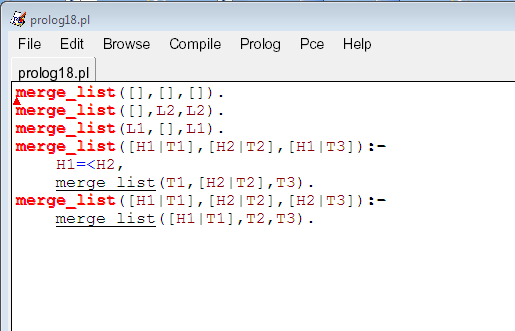 prolog18.pl
File Edit Browse Compile Prolog Pce Help
prolog18.pl
merge_list([],[],[]).
merge_list([],L2,L2).
merge_list(L1,[],L1).
merge_list([H1|T1],[H2|T2],[H1|T3]):-
H1=<H2,
merge_list(T1,[H2|T2],T3).
merge_list([H1|T1],[H2|T2],[H2|T3]):-
merge_list([H1|T1],T2,T3).